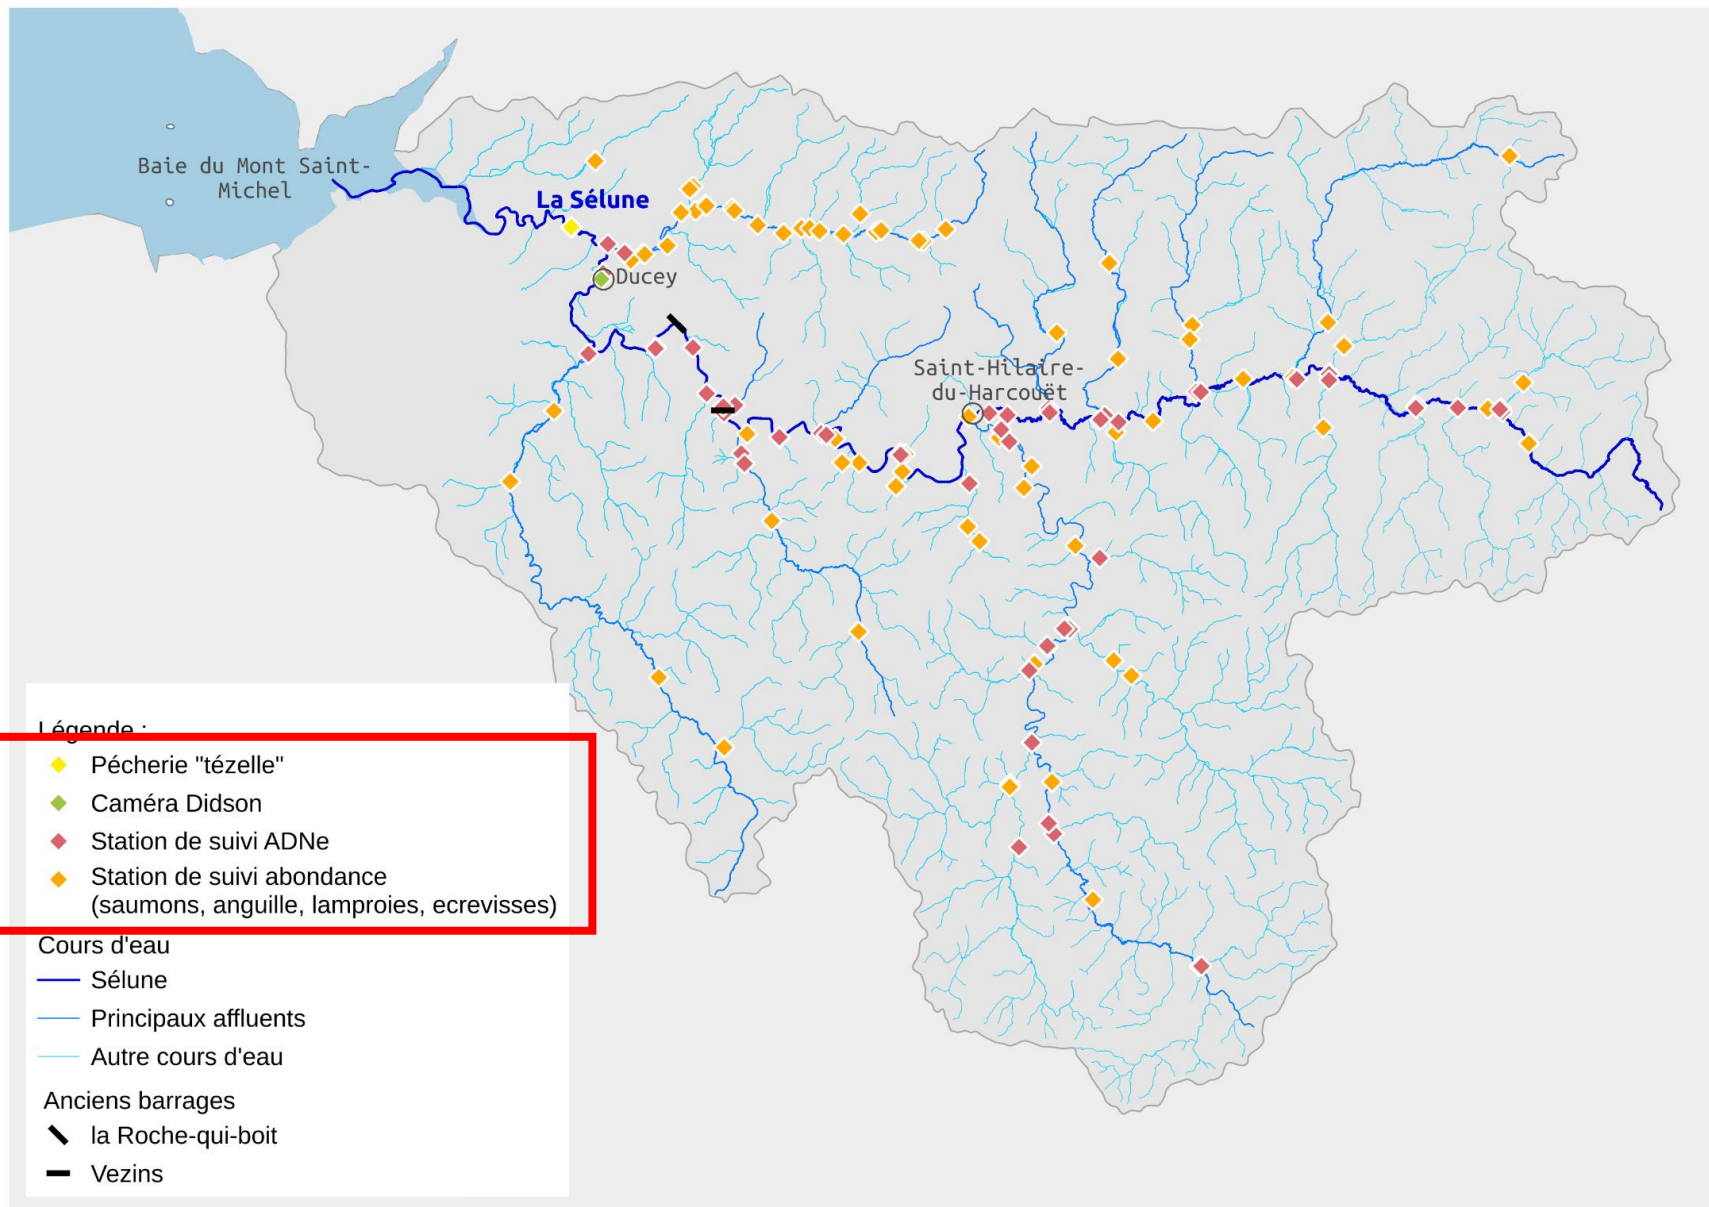 Baie du Mont Saint-
Michel
La Sélune
Ducey
Saint-Hilaire-
du-Harcouët
Légende :
Pécherie "tézelle"
Caméra Didson
Station de suivi ADNe
Station de suivi abondance
(saumons, anguille, lamproies, ecrevisses)
Cours d'eau
Sélune
Principaux affluents
Autre cours d'eau
Anciens barrages
la Roche-qui-boit
Vezins